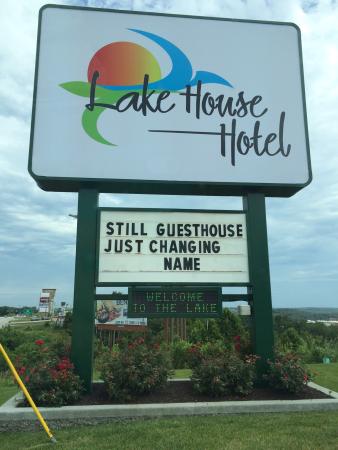 Lake House
Hotel
STILL GUESTHOUSE
JUST CHANGING
NAME
WELCOME
TO THE LAKE